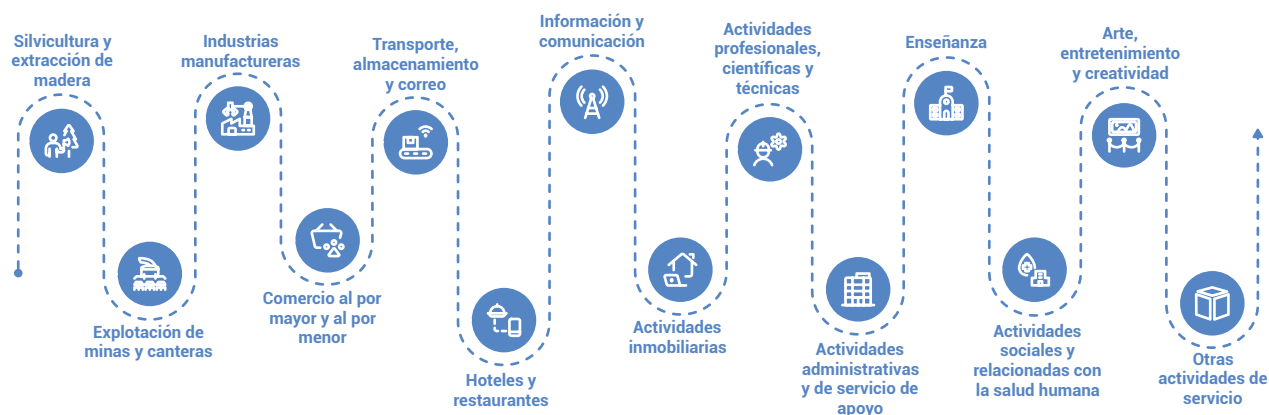 Silvicultura y
extracción de
madera
Explotación de
minas y canteras
Industrias
manufactureras
Comercio al por
mayor y al por
menor
Transporte,
almacenamiento
y correo
Hoteles y
restaurantes
Información y
comunicación
Actividades
inmobiliarias
Actividades
profesionales,
científicas y
técnicas
Actividades
administrativas
y de servicio de
apoyo
Enseñanza
Actividades
sociales y
relacionadas con
la salud humana
Arte,
entretenimiento
y creatividad
Otras
actividades de
servicio